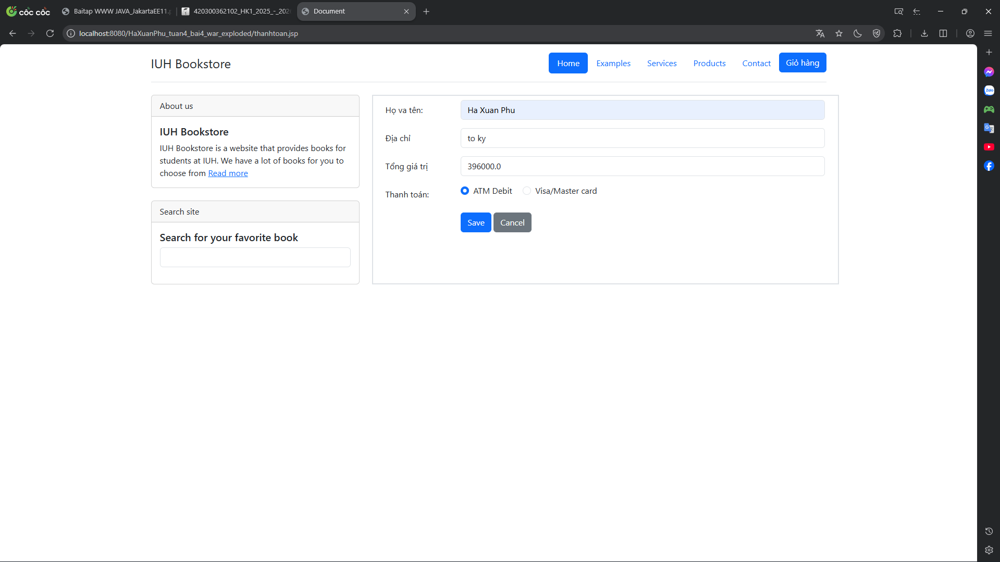 cốc cốc
Baitap WWW JAVA_JakartaEE11.p
420300362102_HK1_2025_-_202
Document
localhost:8080/HaXuanPhu_tuan4_bai4_war_exploded/thanhtoan.jsp
IUH Bookstore
Home
Examples
Services
Products
Contact
Giỏ hàng
About us
IUH Bookstore
IUH Bookstore is a website that provides books for
students at IUH. We have a lot of books for you to
choose from Read more
Search site
Search for your favorite book
Họ va tên:
Ha Xuan Phu
Địa chỉ
to ky
Tổng giá trị
396000.0
Thanh toán:
ATM Debit
Visa/Master card
Save
Cancel
Zalo